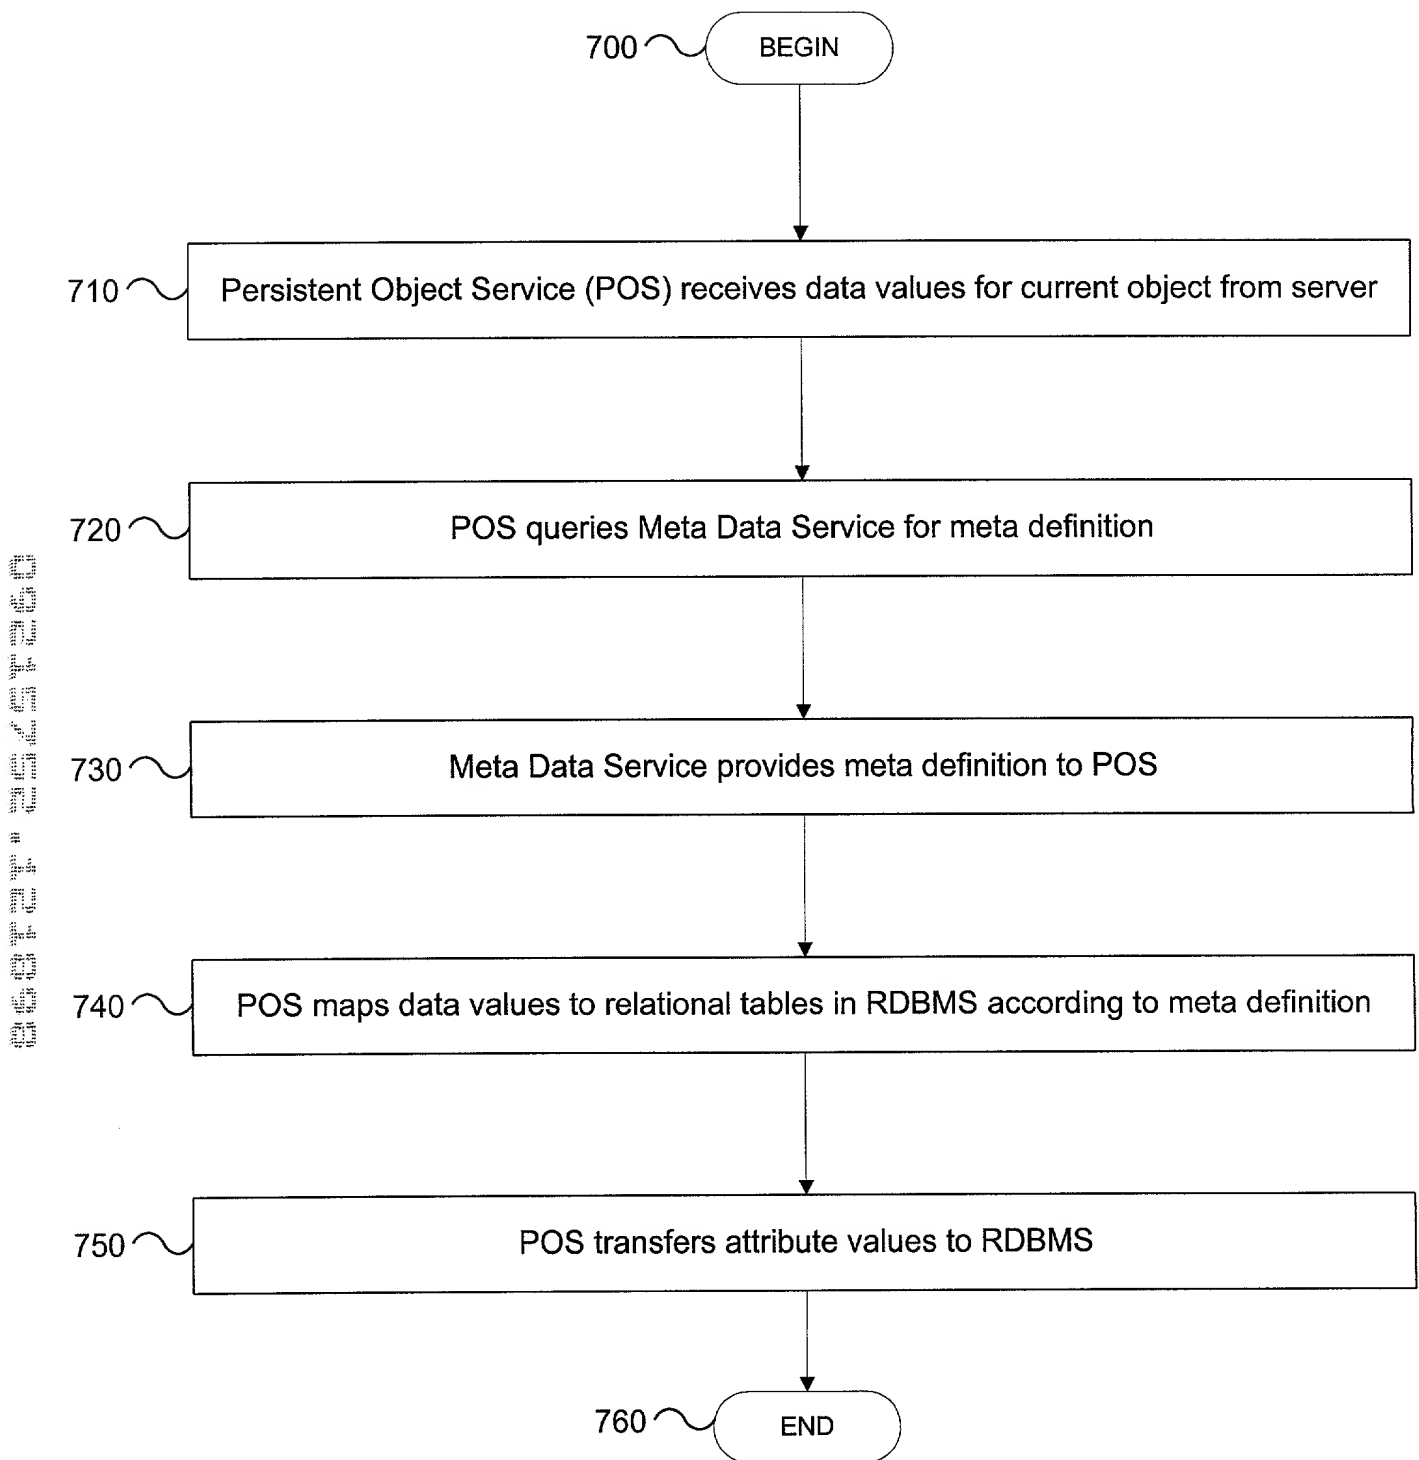 700 BEGIN
710 Persistent Object Service (POS) receives data values for current object from server
720 POS queries Meta Data Service for meta definition
730 Meta Data Service provides meta definition to POS
740 POS maps data values to relational tables in RDBMS according to meta definition
750 POS transfers attribute values to RDBMS
760 END
09215752.121898